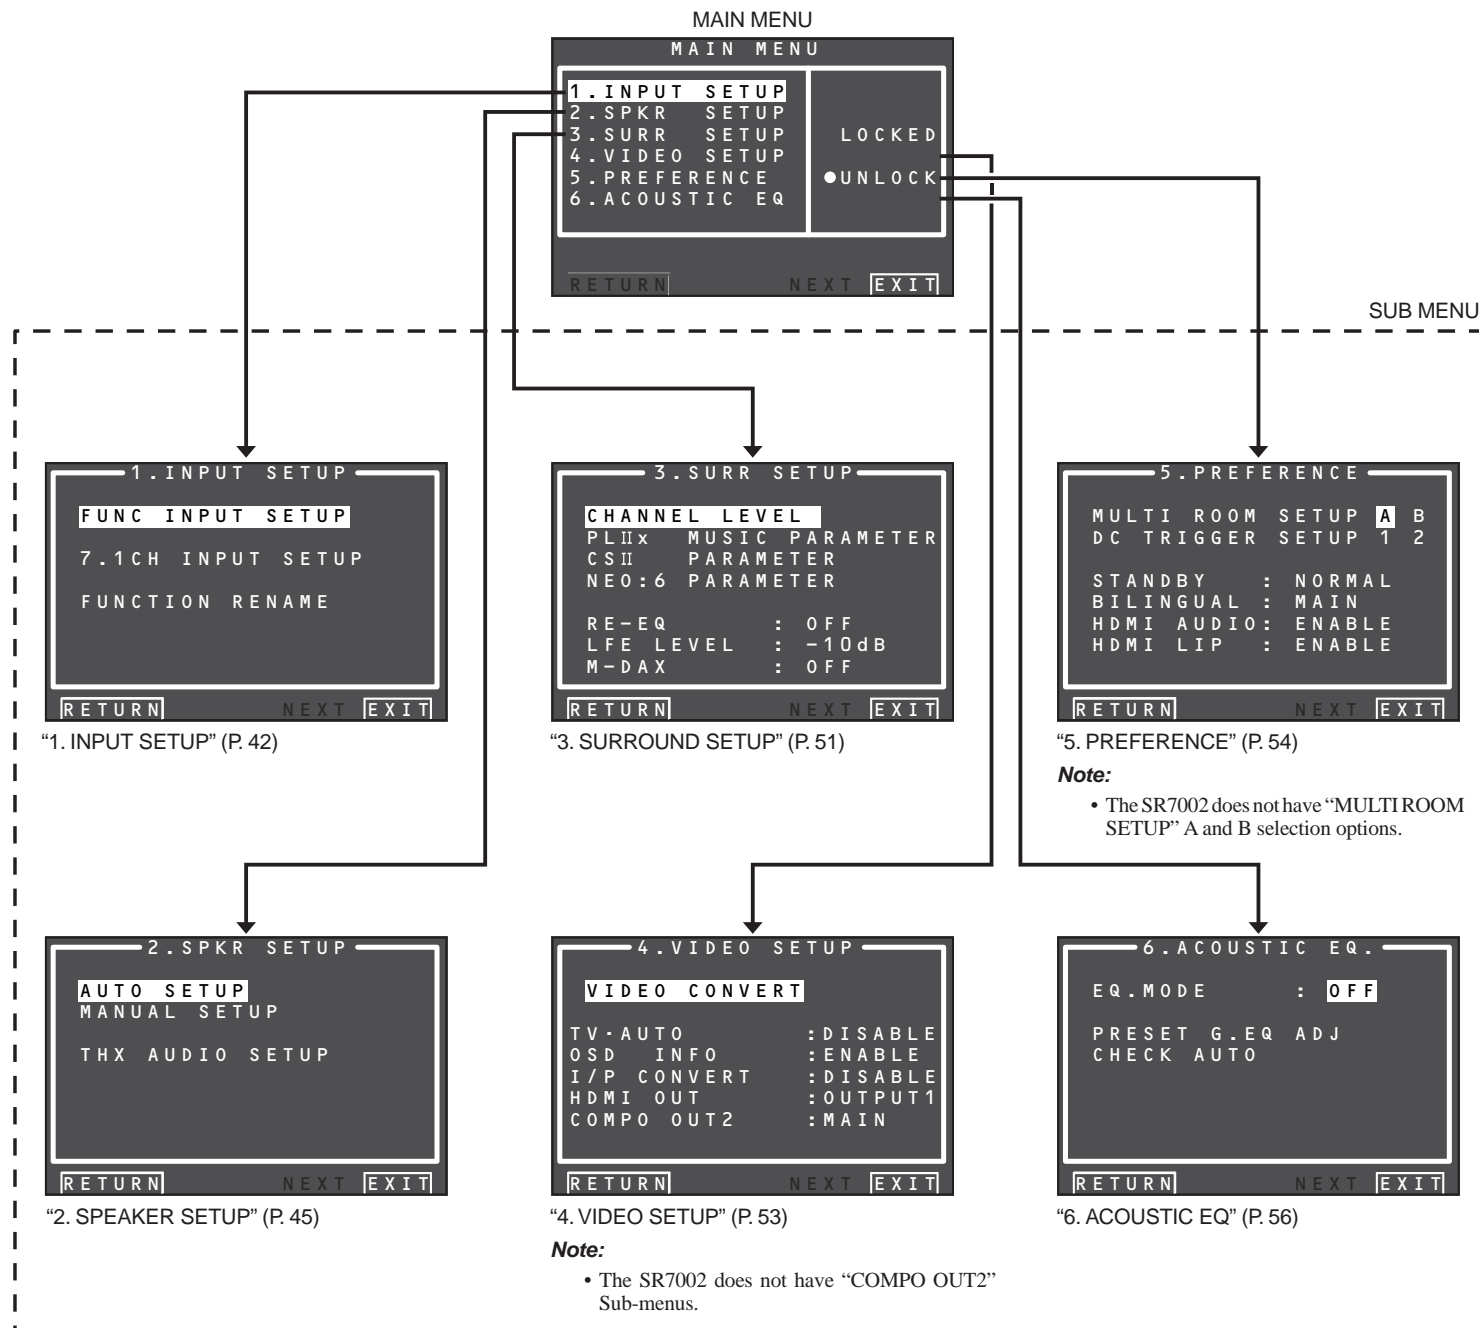 MAIN MENU
MAIN MENU
1.INPUT SETUP
2.SPKR SETUP
3.SURR SETUP
4.VIDEO SETUP
5.PREFERENCE
6.ACOUSTIC EQ
LOCKED
●UNLOCK
RETURN NEXT EXIT
SUB MENU
1.INPUT SETUP
FUNC INPUT SETUP
7.1CH INPUT SETUP
FUNCTION RENAME
RETURN NEXT EXIT
“1. INPUT SETUP” (P. 42)
3.SURR SETUP
CHANNEL LEVEL
PLIIx MUSIC PARAMETER
CSII PARAMETER
NEO:6 PARAMETER
RE-EQ : OFF
LFE LEVEL : -10dB
M-DAX : OFF
RETURN NEXT EXIT
“3. SURROUND SETUP” (P. 51)
5.PREFERENCE
MULTI ROOM SETUP A B
DC TRIGGER SETUP 1 2
STANDBY : NORMAL
BILINGUAL : MAIN
HDMI AUDIO: ENABLE
HDMI LIP : ENABLE
RETURN NEXT EXIT
“5. PREFERENCE” (P. 54)
Note:
• The SR7002 does not have “MULTI ROOM
SETUP” A and B selection options.
2.SPKR SETUP
AUTO SETUP
MANUAL SETUP
THX AUDIO SETUP
RETURN NEXT EXIT
“2. SPEAKER SETUP” (P. 45)
4.VIDEO SETUP
VIDEO CONVERT
TV·AUTO :DISABLE
OSD INFO :ENABLE
I/P CONVERT :DISABLE
HDMI OUT :OUTPUT1
COMPO OUT2 :MAIN
RETURN NEXT EXIT
“4. VIDEO SETUP” (P. 53)
Note:
• The SR7002 does not have “COMPO OUT2”
Sub-menus.
6.ACOUSTIC EQ.
EQ.MODE : OFF
PRESET G.EQ ADJ
CHECK AUTO
RETURN NEXT EXIT
“6. ACOUSTIC EQ” (P. 56)